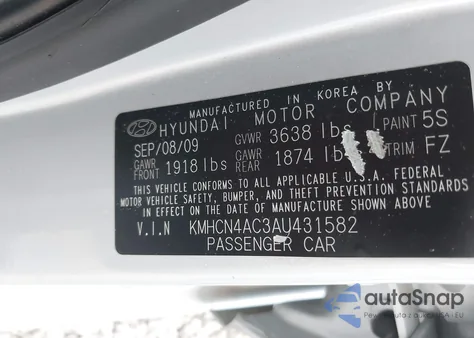 MANUFACTURED IN KOREA BY
HYUNDAI MOTOR COMPANY
SEP/08/09 GVWR 3638 lbs PAINT 5S
GAWR FRONT 1918 lbs GAWR REAR 1874 lb TRIM FZ
THIS VEHICLE CONFORMS TO ALL APPLICABLE U.S.A. FEDERAL
MOTOR VEHICLE SAFETY, BUMPER, AND THEFT PREVENTION STANDARDS
IN EFFECT ON THE DATE OF MANUFACTURE SHOWN ABOVE
V.I.N KMHCN4AC3AU431582
PASSENGER CAR
autoSnap